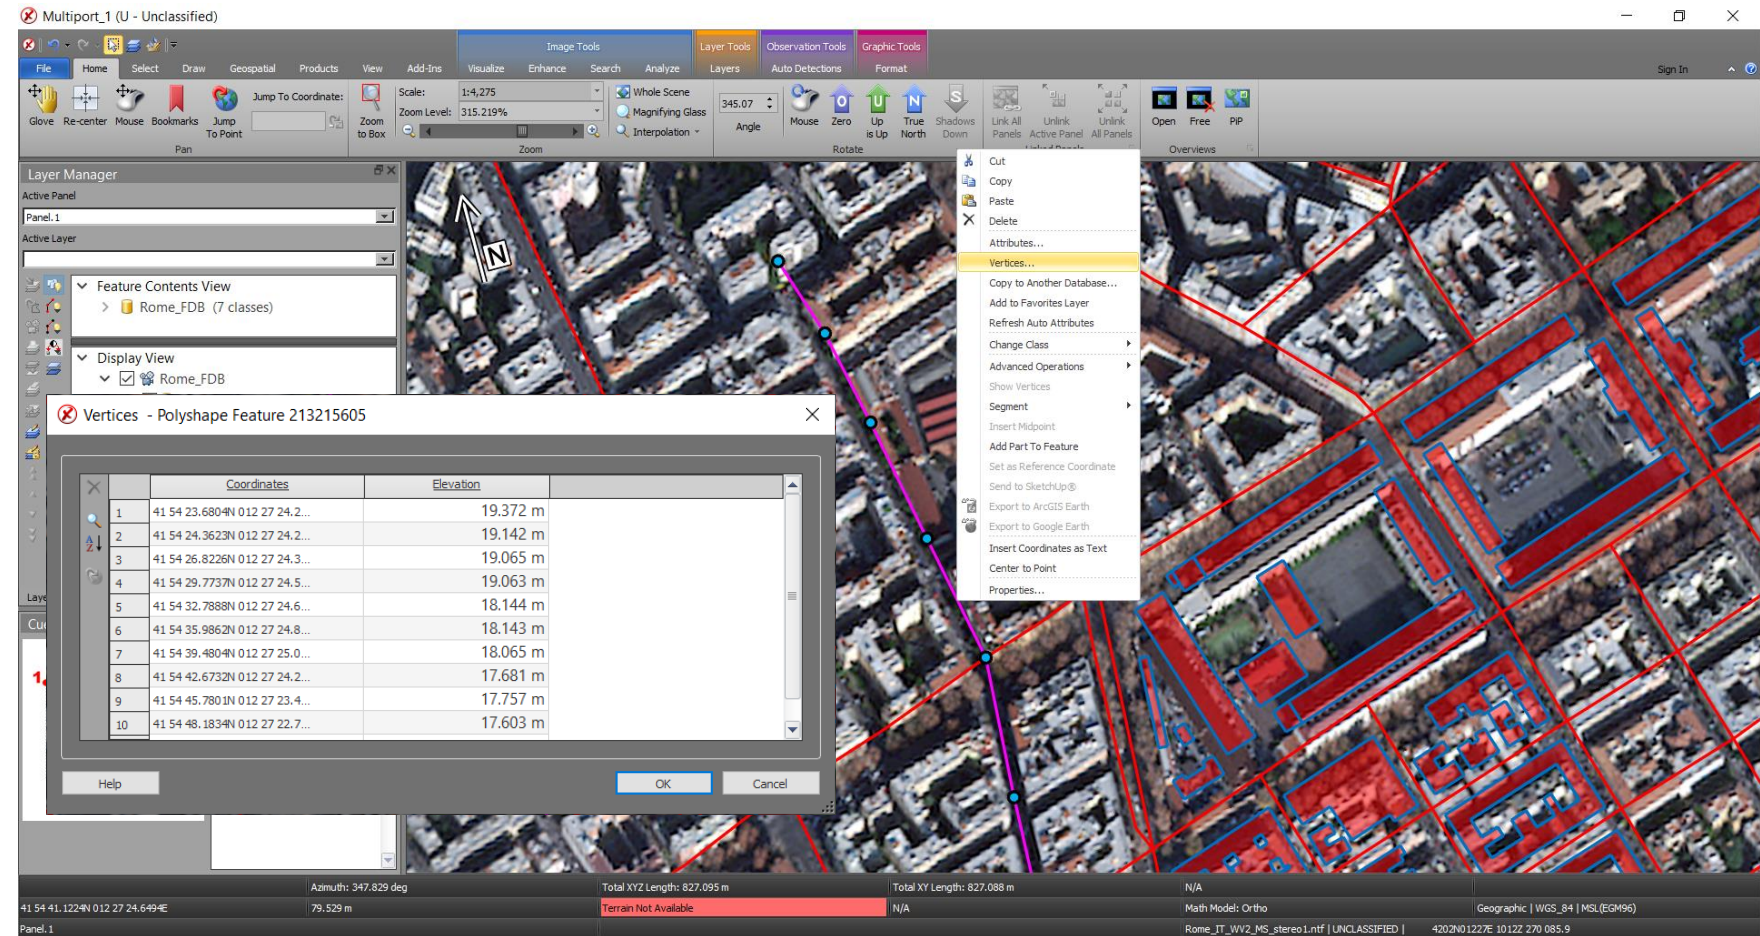 Multiport_1 (U - Unclassified)
Image Tools Layer Tools Observation Tools Graphic Tools
File Home Select Draw Geospatial Products View Add-Ins Visualize Enhance Search Analyze Layers Auto Detections Format Sign In
Glove Re-center Mouse Bookmarks Jump To Point
Jump To Coordinate:
Pan
Zoom to Box
Scale: 1:4,275
Zoom Level: 315.219%
Whole Scene
Magnifying Glass
Interpolation
Zoom
345.07
Angle
Mouse Zero Up is Up True North Shadows Down
Rotate
Link All Panels Unlink Active Panel Unlink All Panels
Linked Panels
Open Free PiP
Overviews
Layer Manager
Active Panel
Panel.1
Active Layer
Feature Contents View
Rome_FDB (7 classes)
Display View
Rome_FDB
N
Cut
Copy
Paste
Delete
Attributes...
Vertices...
Copy to Another Database...
Add to Favorites Layer
Refresh Auto Attributes
Change Class
Advanced Operations
Show Vertices
Segment
Insert Midpoint
Add Part To Feature
Set as Reference Coordinate
Send to SketchUp®
Export to ArcGIS Earth
Export to Google Earth
Insert Coordinates as Text
Center to Point
Properties...
Vertices - Polyshape Feature 213215605
Coordinates Elevation
1 41 54 23.6804N 012 27 24.2... 19.372 m
2 41 54 24.3623N 012 27 24.2... 19.142 m
3 41 54 26.8226N 012 27 24.3... 19.065 m
4 41 54 29.7737N 012 27 24.5... 19.063 m
5 41 54 32.7888N 012 27 24.6... 18.144 m
6 41 54 35.9862N 012 27 24.8... 18.143 m
7 41 54 39.4804N 012 27 25.0... 18.065 m
8 41 54 42.6732N 012 27 24.2... 17.681 m
9 41 54 45.7801N 012 27 23.4... 17.757 m
10 41 54 48.1834N 012 27 22.7... 17.603 m
Help OK Cancel
Laye
Cu
1.
Azimuth: 347.829 deg Total XYZ Length: 827.095 m Total XY Length: 827.088 m N/A
41 54 41.1224N 012 27 24.6494E 79.529 m Terrain Not Available N/A Math Model: Ortho Geographic | WGS_84 | MSL(EGM96)
Panel.1 Rome_IT_WV2_MS_stereo1.ntf | UNCLASSIFIED | 4202N01227E 1012Z 270 085.9